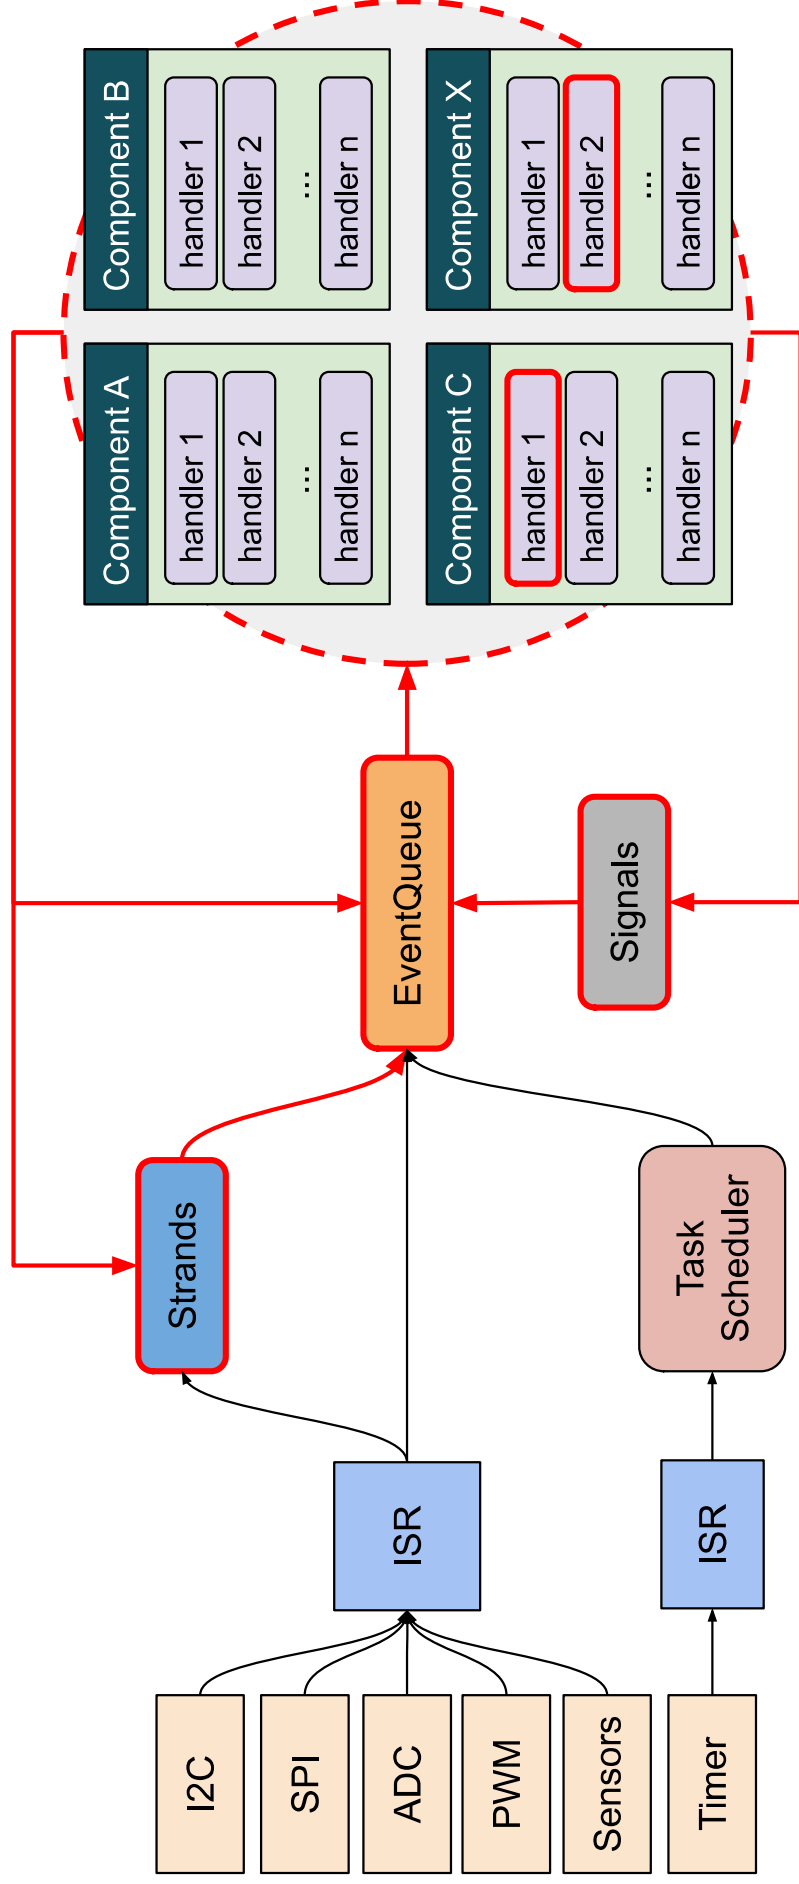 I2C
SPI
ADC
PWM
Sensors
Timer
ISR
ISR
Strands
Task
Scheduler
EventQueue
Signals
Component A
handler 1
handler 2
...
handler n
Component B
handler 1
handler 2
...
handler n
Component C
handler 1
handler 2
...
handler n
Component X
handler 1
handler 2
...
handler n